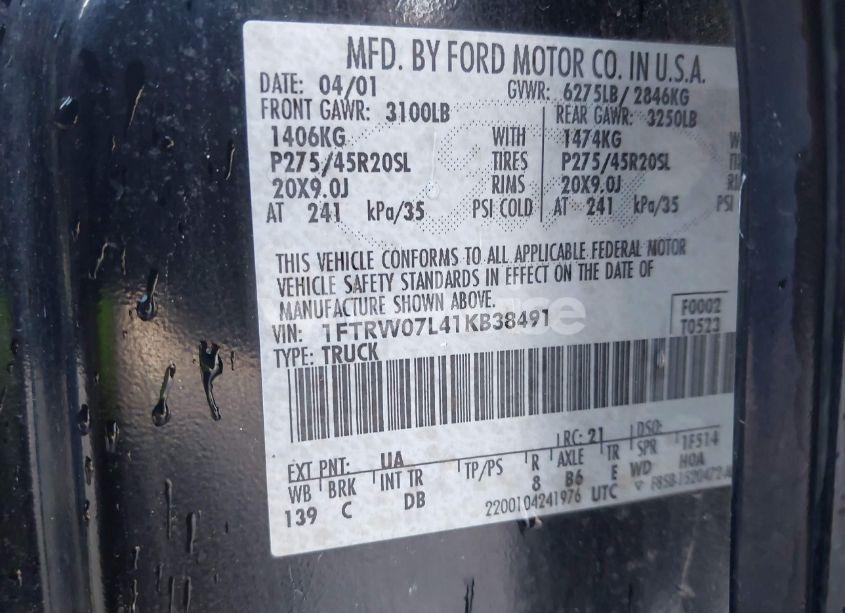 MFD. BY FORD MOTOR CO. IN U.S.A.
DATE: 04/01 GVWR: 6275LB/ 2846KG
FRONT GAWR: 3100LB REAR GAWR: 3250LB
1406KG WITH 1474KG W
P275/45R20SL TIRES P275/45R20SL
20X9.0J RIMS 20X9.0J
AT 241 kPa/35 PSI COLD AT 241 kPa/35 PSI
THIS VEHICLE CONFORMS TO ALL APPLICABLE FEDERAL MOTOR
VEHICLE SAFETY STANDARDS IN EFFECT ON THE DATE OF
MANUFACTURE SHOWN ABOVE.
VIN: 1FTRW07L41KB38491 F0002
TYPE: TRUCK T0523
EXT PNT: UA RC: 21 DSO:
WB BRK INT TR TP/PS R AXLE TR SPR 1F514
139 C DB 8 B6 E WD HOA
2200104241976 UTC